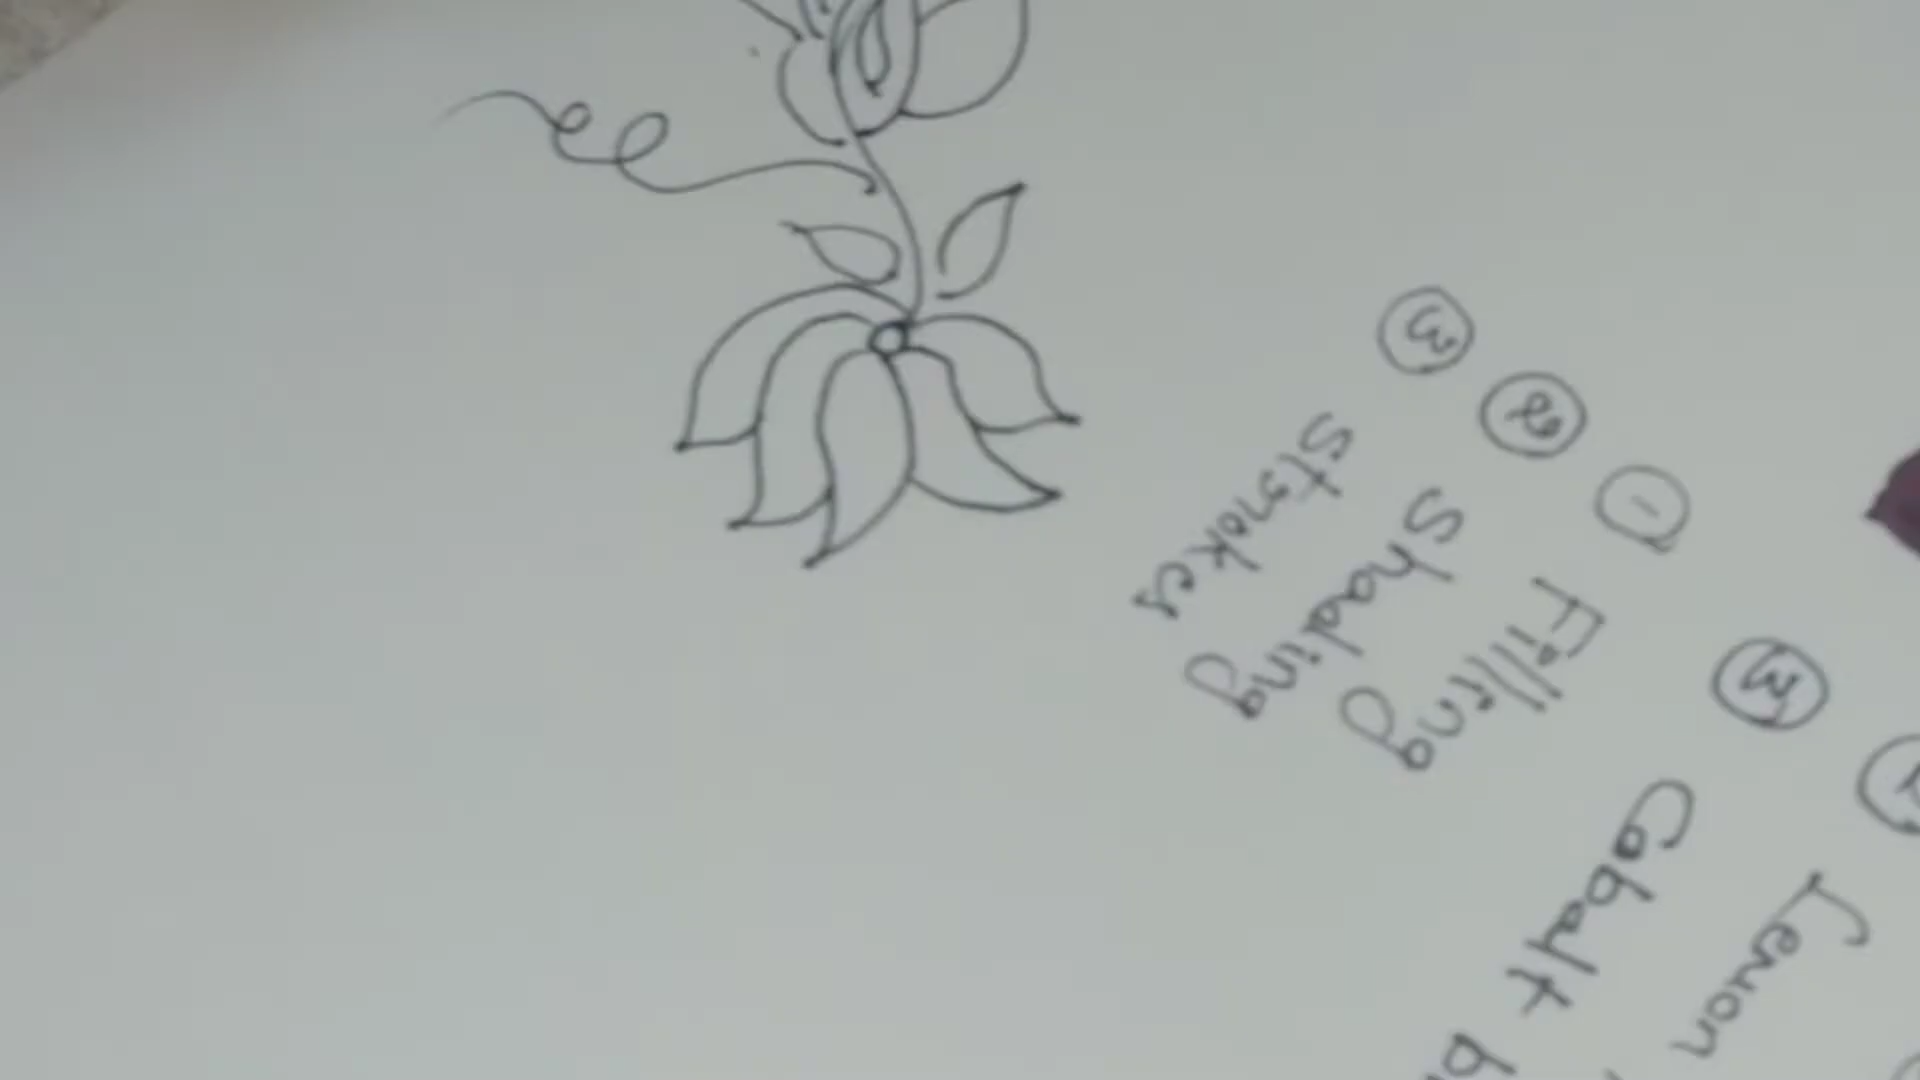 ① Filling
② Shading
③ Strokes
Lemon
③ Cobalt